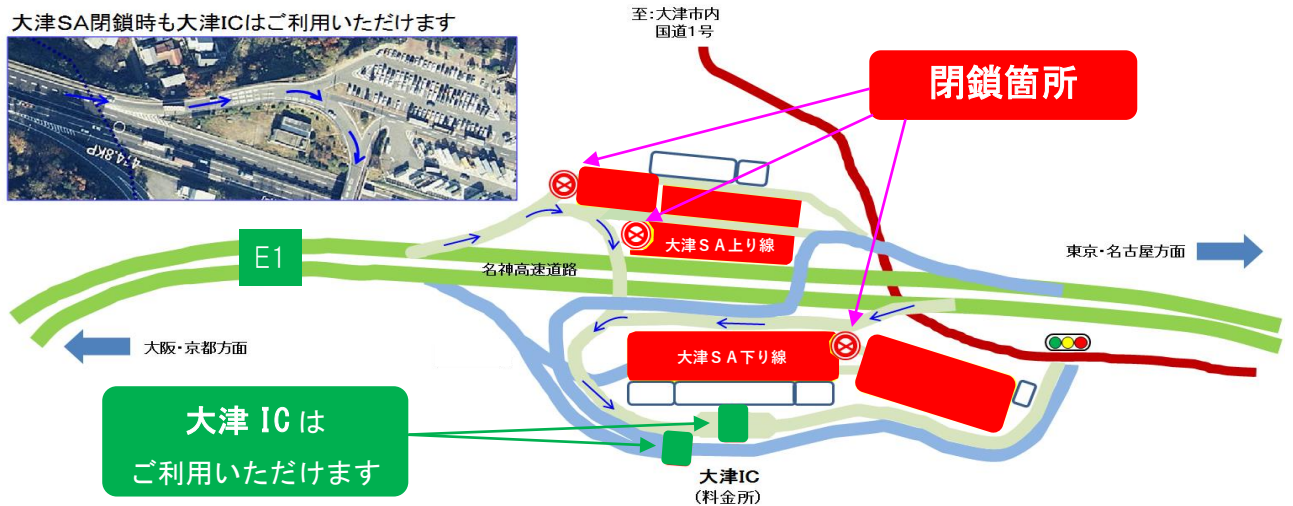 大津SA閉鎖時も大津ICはご利用いただけます
至:大津市内
国道1号
閉鎖箇所
474.8KP
大津SA上り線
E1
名神高速道路
東京・名古屋方面
大阪・京都方面
大津SA下り線
大津 IC は
ご利用いただけます
大津IC
(料金所)